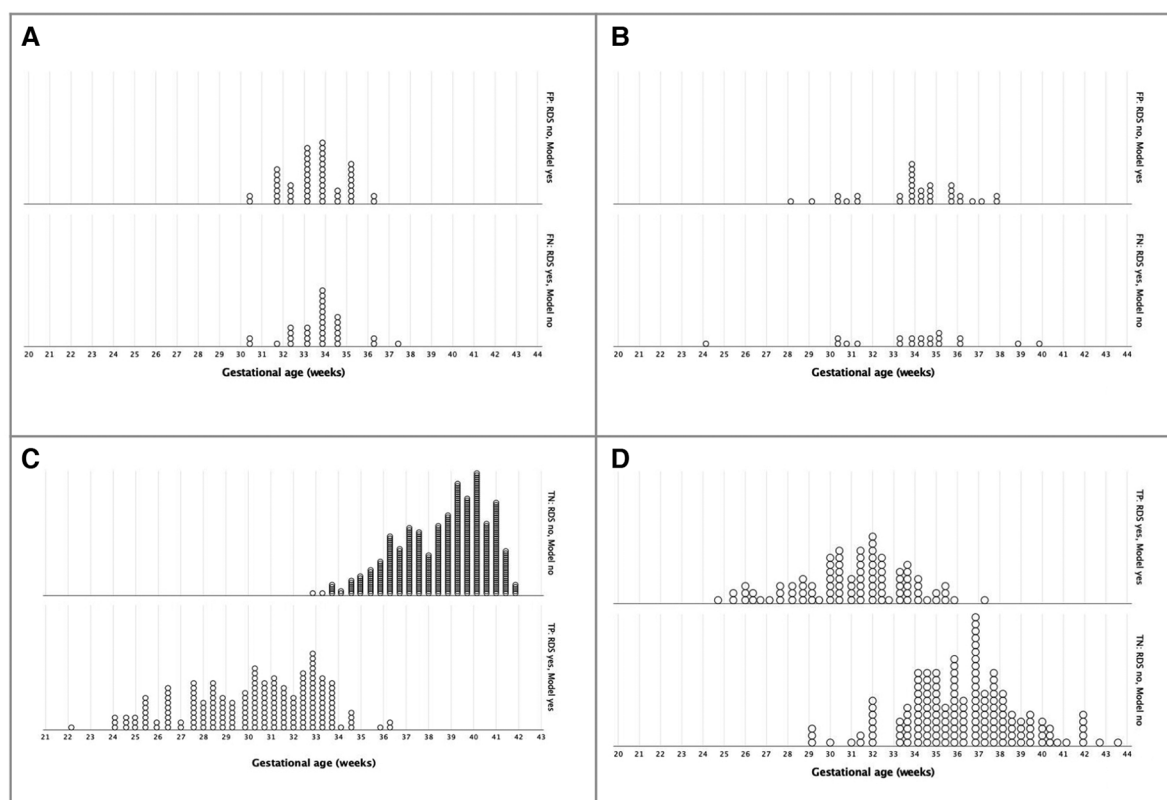 A
FP: RDS no, Model yes
FN: RDS yes, Model no
20 21 22 23 24 25 26 27 28 29 30 31 32 33 34 35 36 37 38 39 40 41 42 43 44
Gestational age (weeks)
B
FP: RDS no, Model yes
FN: RDS yes, Model no
20 21 22 23 24 25 26 27 28 29 30 31 32 33 34 35 36 37 38 39 40 41 42 43 44
Gestational age (weeks)
C
TN: RDS no, Model no
TP: RDS yes, Model yes
21 22 23 24 25 26 27 28 29 30 31 32 33 34 35 36 37 38 39 40 41 42 43
Gestational age (weeks)
D
TP: RDS yes, Model yes
TN: RDS no, Model no
20 21 22 23 24 25 26 27 28 29 30 31 32 33 34 35 36 37 38 39 40 41 42 43 44
Gestational age (weeks)